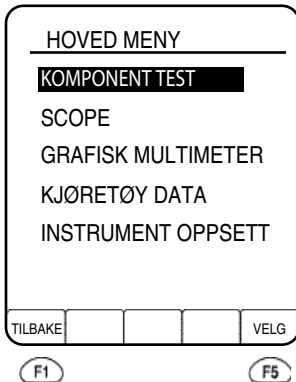 HOVED MENY
KOMPONENT TEST
SCOPE
GRAFISK MULTIMETER
KJØRETØY DATA
INSTRUMENT OPPSETT
TILBAKE VELG
F1 F5